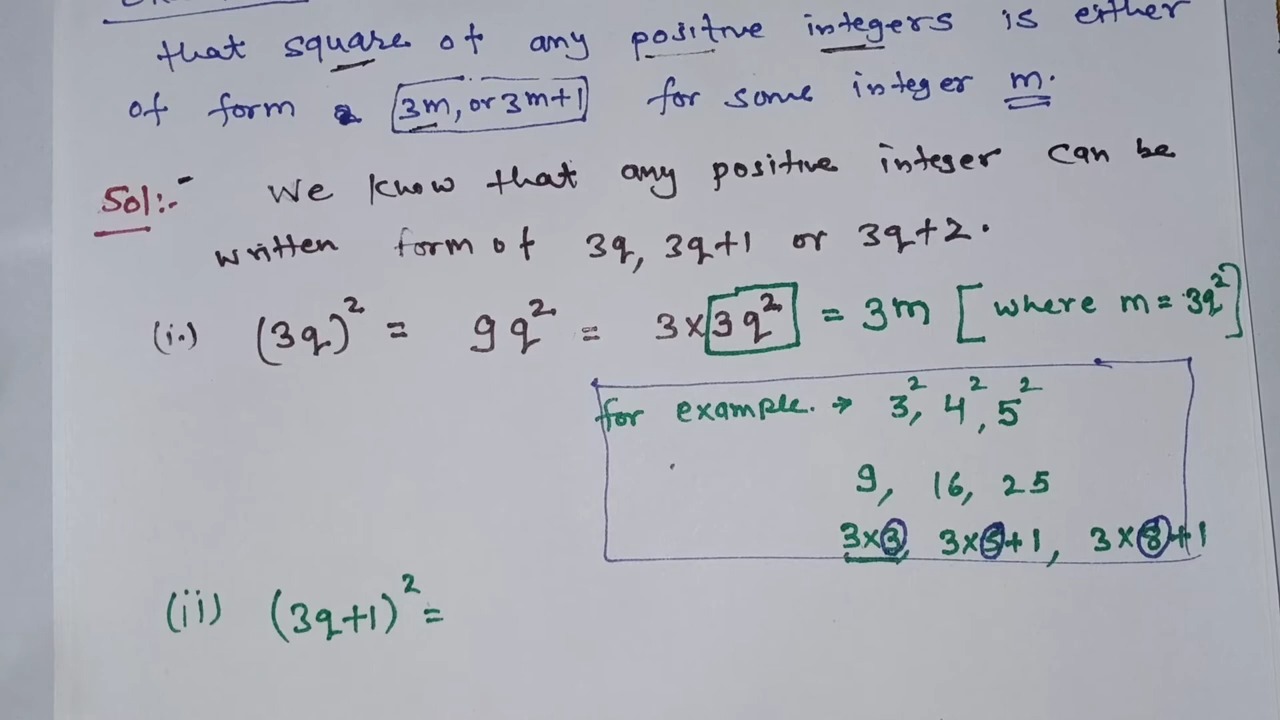 that square of any positive integers is either
of form 3m, or 3m+1 for some integer m.
Sol:- We know that any positive integer can be
written form of 3q, 3q+1 or 3q+2.
(i.) (3q)² = 9q² = 3×3q² = 3m [where m = 3q²]
for example. → 3², 4², 5²
9, 16, 25
3×3, 3×5+1, 3×8+1
(ii) (3q+1)² =